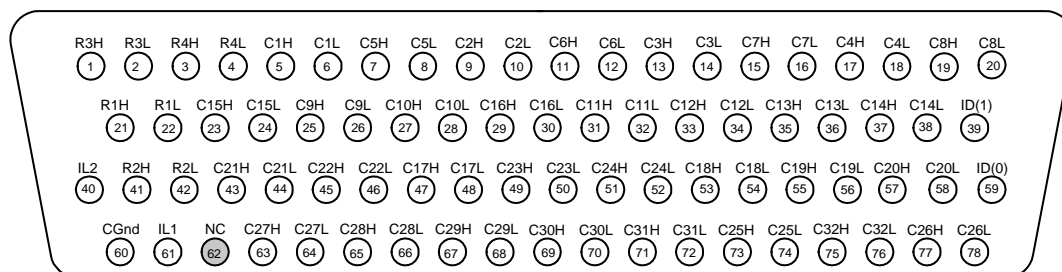 R3H R3L R4H R4L C1H C1L C5H C5L C2H C2L C6H C6L C3H C3L C7H C7L C4H C4L C8H C8L
1 2 3 4 5 6 7 8 9 10 11 12 13 14 15 16 17 18 19 20
R1H R1L C15H C15L C9H C9L C10H C10L C16H C16L C11H C11L C12H C12L C13H C13L C14H C14L ID(1)
21 22 23 24 25 26 27 28 29 30 31 32 33 34 35 36 37 38 39
IL2 R2H R2L C21H C21L C22H C22L C17H C17L C23H C23L C24H C24L C18H C18L C19H C19L C20H C20L ID(0)
40 41 42 43 44 45 46 47 48 49 50 51 52 53 54 55 56 57 58 59
CGnd IL1 NC C27H C27L C28H C28L C29H C29L C30H C30L C31H C31L C25H C25L C32H C32L C26H C26L
60 61 62 63 64 65 66 67 68 69 70 71 72 73 74 75 76 77 78